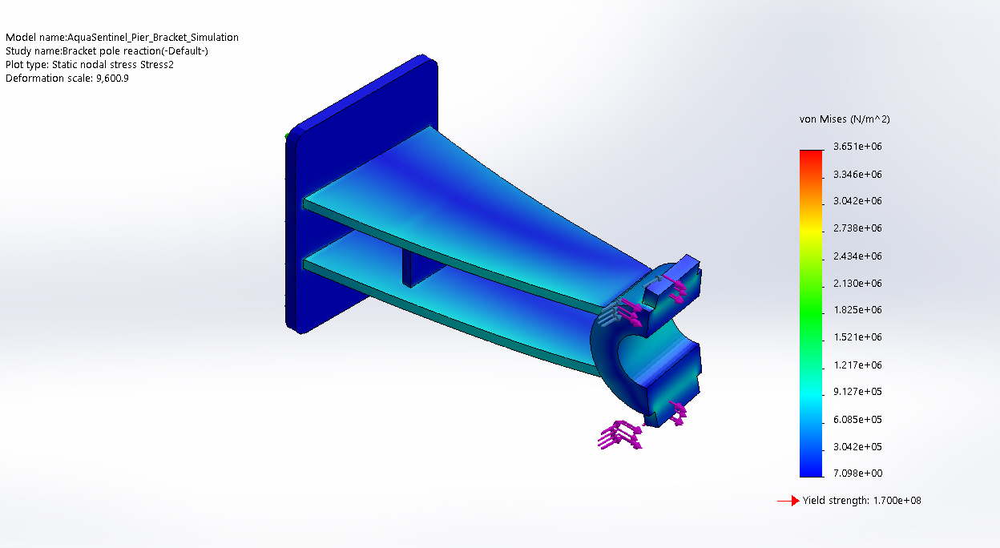 Model name:AquaSentinel_Pier_Bracket_Simulation
Study name:Bracket pole reaction(-Default-)
Plot type: Static nodal stress Stress2
Deformation scale: 9,600.9
von Mises (N/m^2)
3.651e+06
3.346e+06
3.042e+06
2.738e+06
2.434e+06
2.130e+06
1.825e+06
1.521e+06
1.217e+06
9.127e+05
6.085e+05
3.042e+05
7.098e+00
Yield strength: 1.700e+08